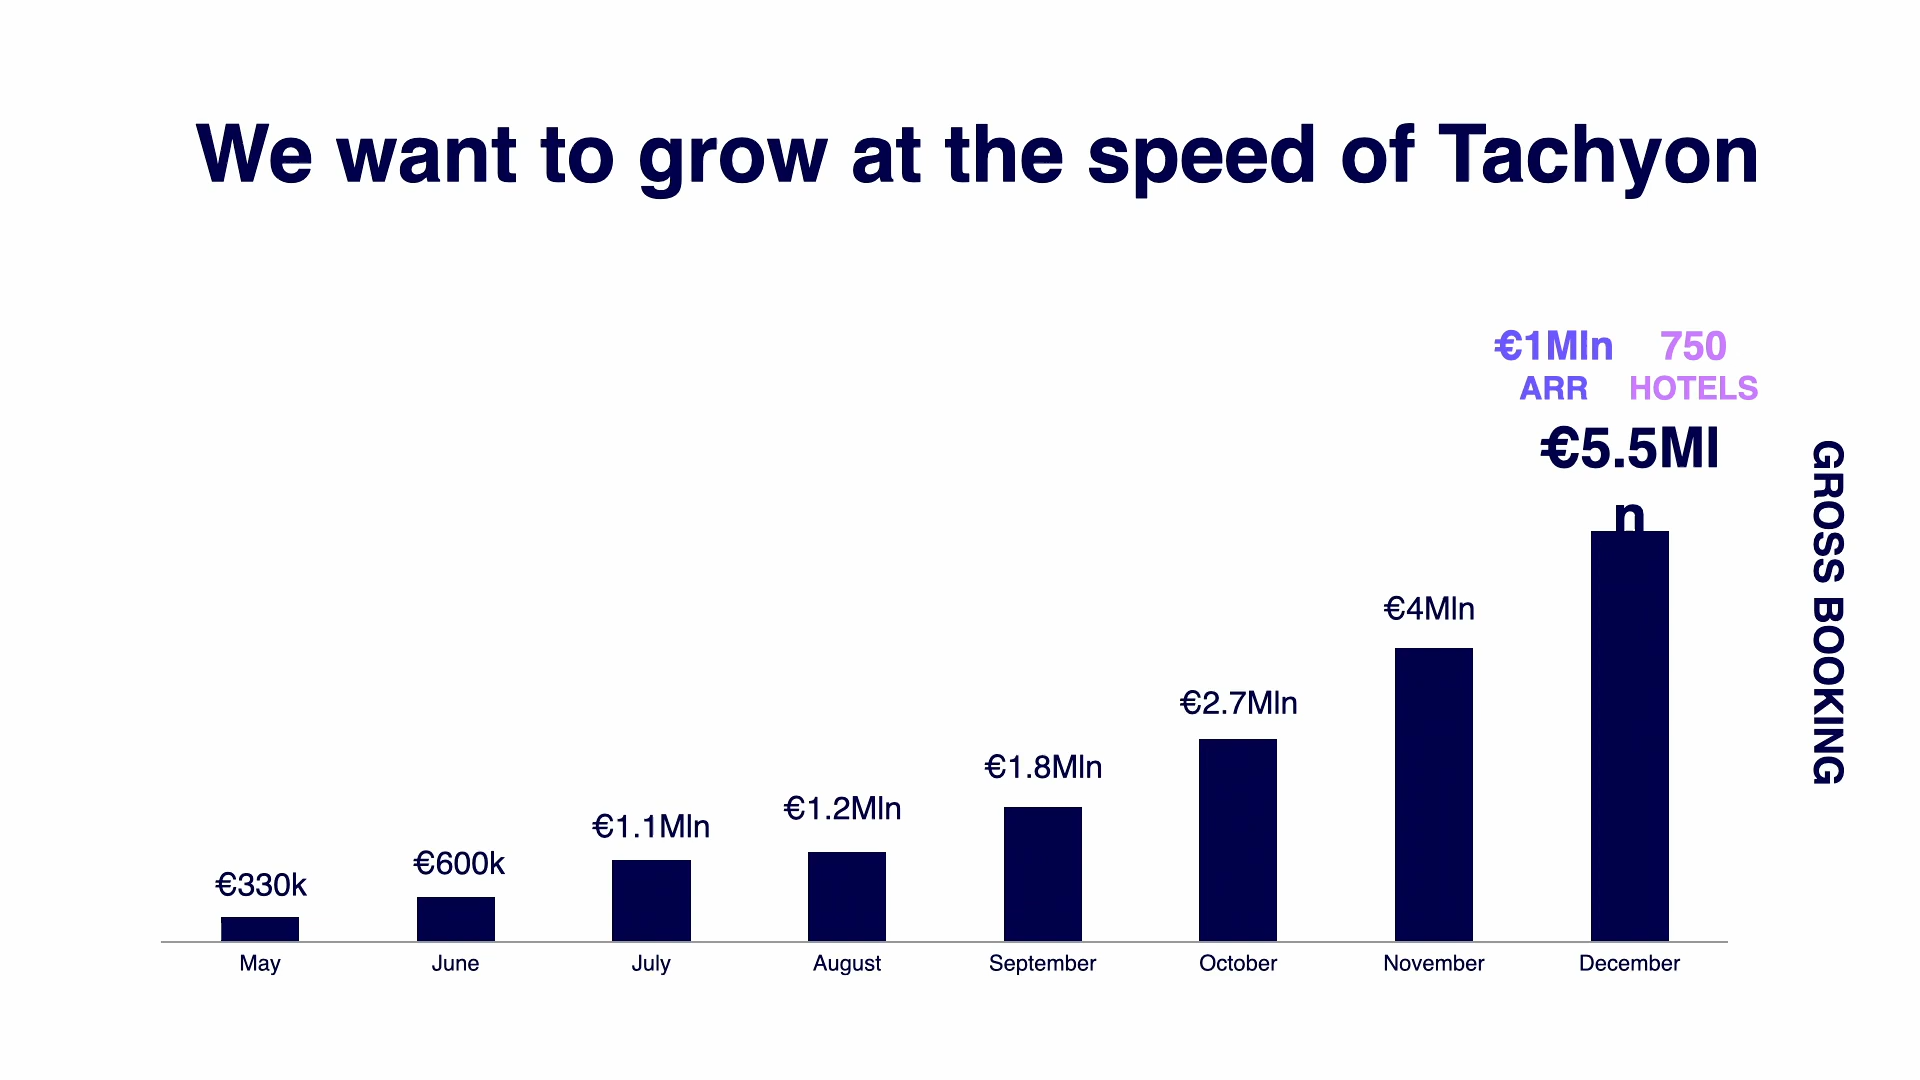 We want to grow at the speed of Tachyon
€1Mln
ARR
750
HOTELS
€5.5Ml
n
€4Mln
€2.7Mln
€1.8Mln
€1.2Mln
€1.1Mln
€600k
€330k
GROSS BOOKING
May
June
July
August
September
October
November
December